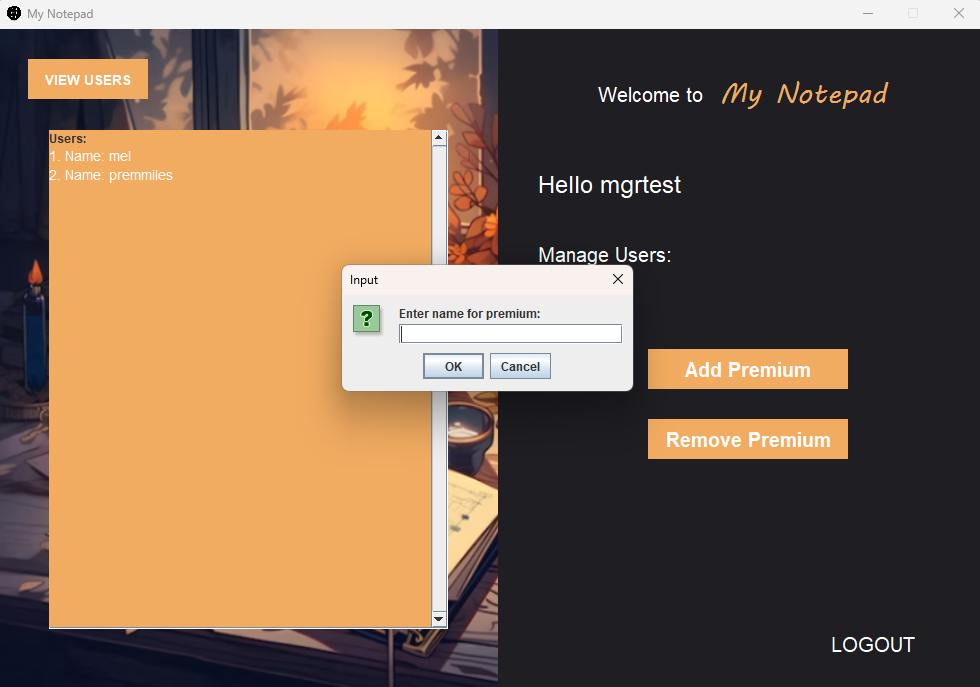 My Notepad
VIEW USERS
Users:
1. Name: mel
2. Name: premmiles
Welcome to My Notepad
Hello mgrtest
Manage Users:
Input
Enter name for premium:
OK Cancel
Add Premium
Remove Premium
LOGOUT